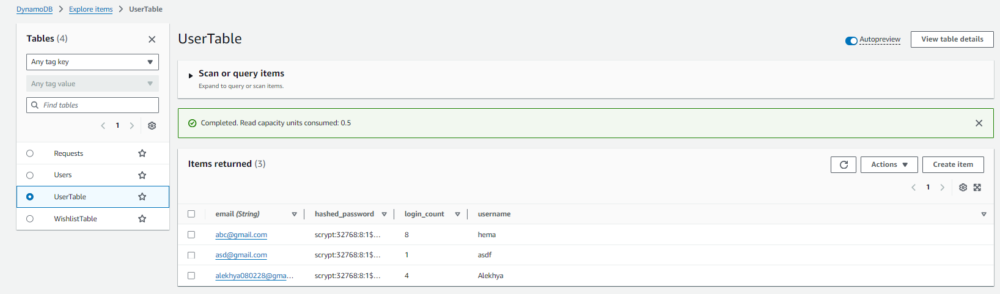 DynamoDB > Explore items > UserTable
Tables (4)
Any tag key
Any tag value
Find tables
1
Requests
Users
UserTable
WishlistTable
UserTable
Autopreview
View table details
Scan or query items
Expand to query or scan items.
Completed. Read capacity units consumed: 0.5
Items returned (3)
Actions
Create item
1
email (String) hashed_password login_count username
abc@gmail.com scrypt:32768:8:1$... 8 hema
asd@gmail.com scrypt:32768:8:1$... 1 asdf
alekhya080228@gma... scrypt:32768:8:1$... 4 Alekhya